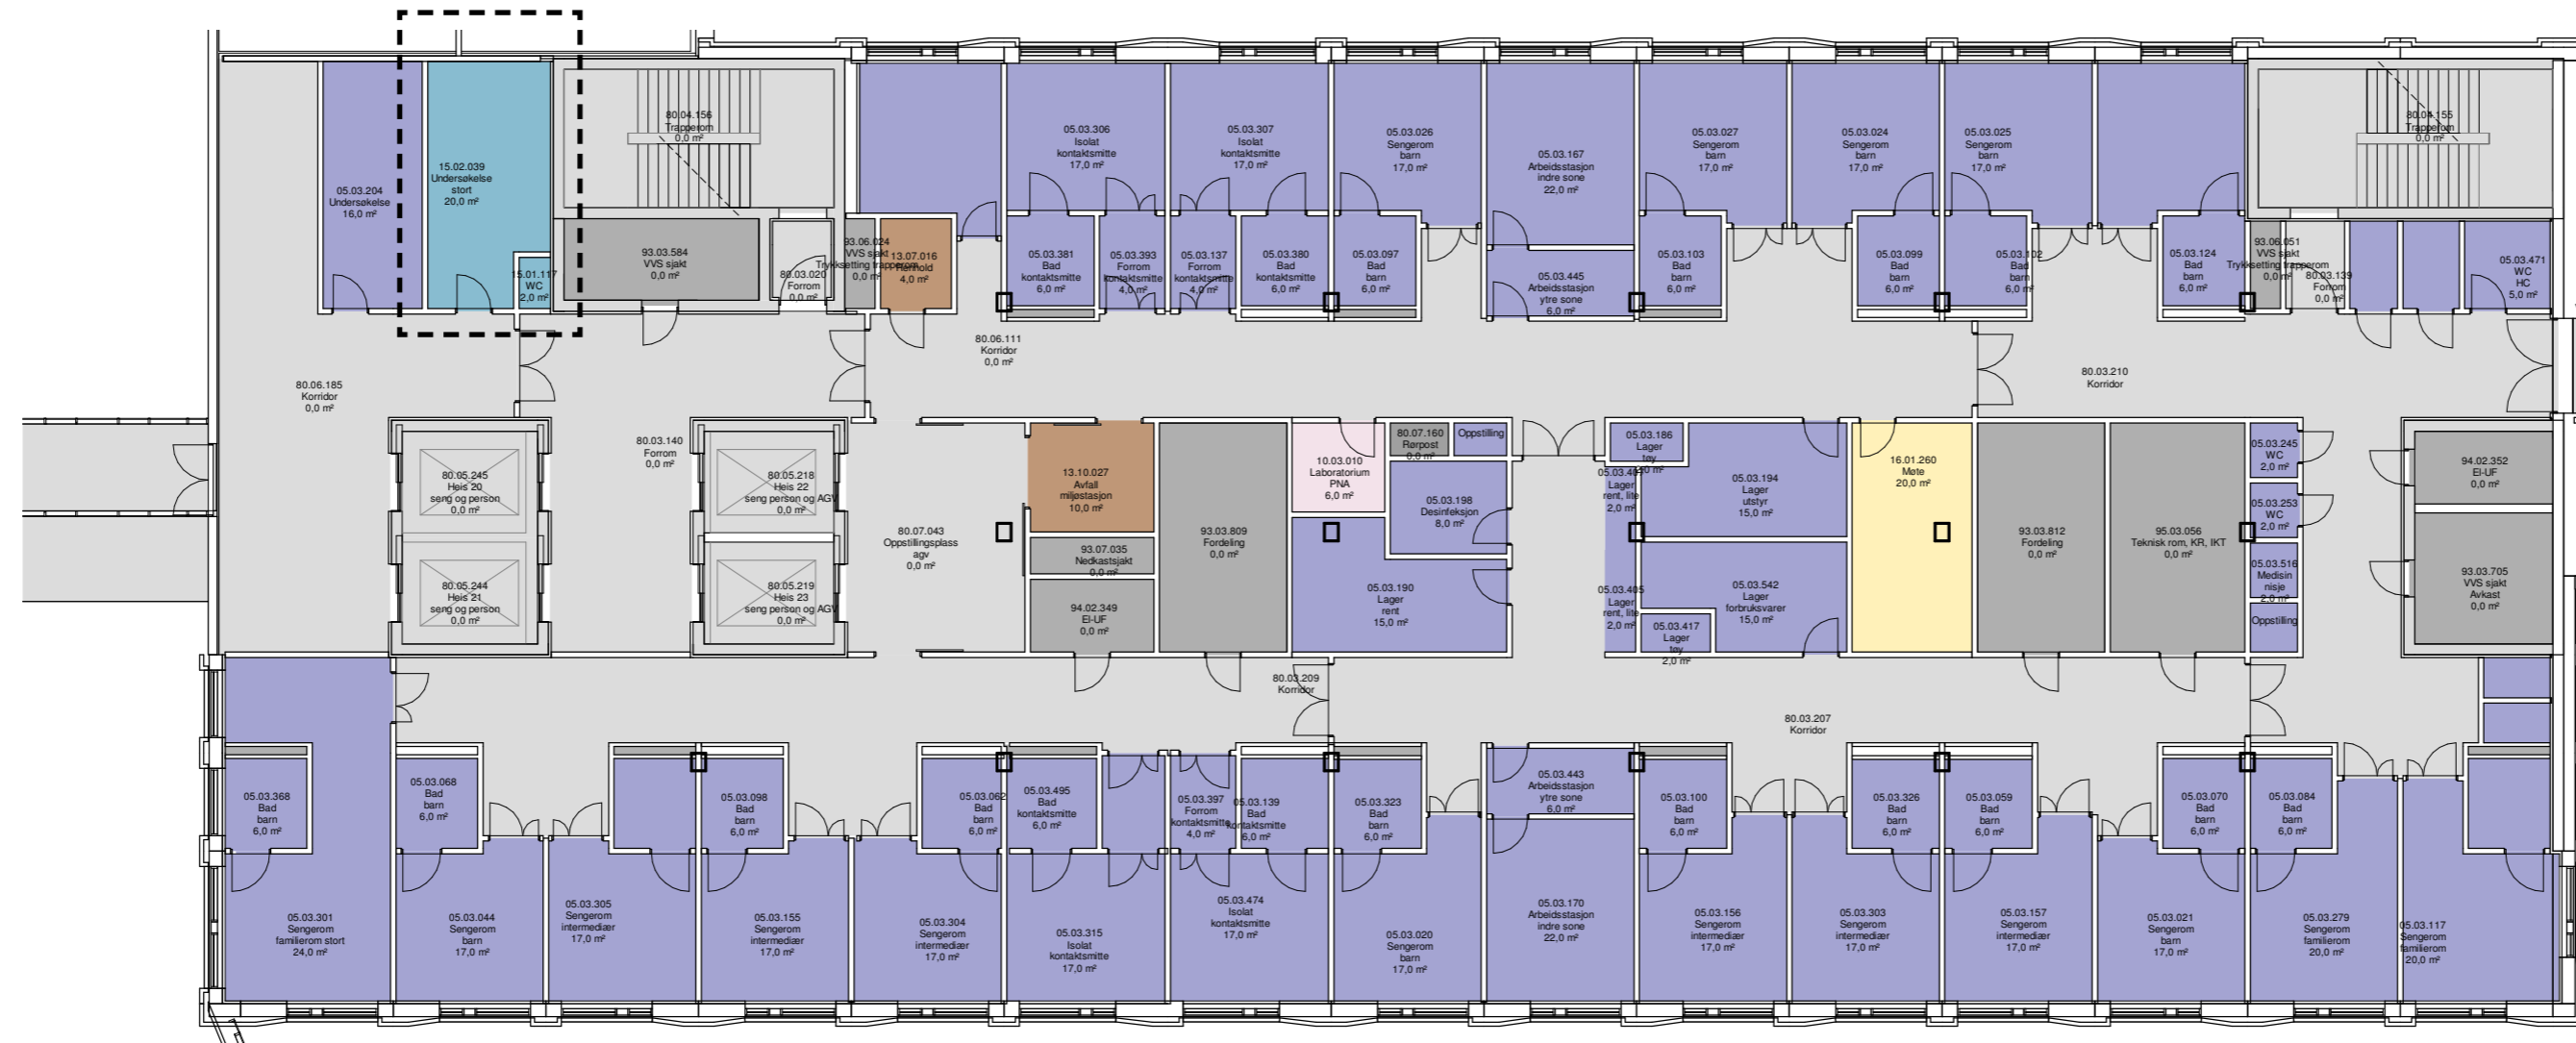 80.04.156
Trapperom
0,0 m²
80.04.155
Trapperom
0,0 m²
05.03.204
Undersøkelse
16,0 m²
15.02.039
Undersøkelse
stort
20,0 m²
15.01.117
WC
2,0 m²
93.03.584
VVS sjakt
0,0 m²
80.03.020
Forrom
0,0 m²
93.06.024
VVS sjakt
Trykksetting trapperom
0,0 m²
13.07.016
Renhold
4,0 m²
05.03.306
Isolat
kontaktsmitte
17,0 m²
05.03.307
Isolat
kontaktsmitte
17,0 m²
05.03.026
Sengerom
barn
17,0 m²
05.03.167
Arbeidsstasjon
indre sone
22,0 m²
05.03.027
Sengerom
barn
17,0 m²
05.03.024
Sengerom
barn
17,0 m²
05.03.025
Sengerom
barn
17,0 m²
05.03.381
Bad
kontaktsmitte
6,0 m²
05.03.393
Forrom
kontaktsmitte
4,0 m²
05.03.137
Forrom
kontaktsmitte
4,0 m²
05.03.380
Bad
kontaktsmitte
6,0 m²
05.03.097
Bad
barn
6,0 m²
05.03.445
Arbeidsstasjon
ytre sone
6,0 m²
05.03.103
Bad
barn
6,0 m²
05.03.099
Bad
barn
6,0 m²
05.03.102
Bad
barn
6,0 m²
05.03.124
Bad
barn
6,0 m²
93.06.051
VVS sjakt
Trykksetting trapperom
0,0 m²
80.03.139
Forrom
0,0 m²
05.03.471
WC
HC
5,0 m²
80.06.185
Korridor
0,0 m²
80.06.111
Korridor
0,0 m²
80.03.210
Korridor
80.03.140
Forrom
0,0 m²
80.05.245
Heis 20
seng og person
0,0 m²
80.05.218
Heis 22
seng person og AGV
0,0 m²
80.05.244
Heis 21
seng og person
0,0 m²
80.05.219
Heis 23
seng person og AGV
0,0 m²
80.07.043
Oppstillingsplass
agv
0,0 m²
13.10.027
Avfall
miljøstasjon
10,0 m²
93.07.035
Nedkastsjakt
0,0 m²
94.02.349
El-UF
0,0 m²
93.03.809
Fordeling
0,0 m²
10.03.010
Laboratorium
PNA
6,0 m²
80.07.160
Rørpost
0,0 m²
Oppstilling
05.03.198
Desinfeksjon
8,0 m²
05.03.190
Lager
rent
15,0 m²
05.03.186
Lager
tøy
2,0 m²
Lager
rent, lite
2,0 m²
05.03.194
Lager
utstyr
15,0 m²
05.03.405
Lager
rent, lite
2,0 m²
05.03.417
Lager
tøy
2,0 m²
05.03.542
Lager
forbruksvarer
15,0 m²
16.01.260
Møte
20,0 m²
93.03.812
Fordeling
0,0 m²
95.03.056
Teknisk rom, KR, IKT
0,0 m²
05.03.245
WC
2,0 m²
05.03.253
WC
2,0 m²
05.03.516
Medisin
nisje
2,0 m²
Oppstilling
94.02.352
El-UF
0,0 m²
93.03.705
VVS sjakt
Avkast
0,0 m²
80.03.209
Korridor
80.03.207
Korridor
05.03.368
Bad
barn
6,0 m²
05.03.068
Bad
barn
6,0 m²
05.03.098
Bad
barn
6,0 m²
05.03.062
Bad
barn
6,0 m²
05.03.495
Bad
kontaktsmitte
6,0 m²
05.03.397
Forrom
kontaktsmitte
4,0 m²
05.03.139
Bad
kontaktsmitte
6,0 m²
05.03.323
Bad
barn
6,0 m²
05.03.443
Arbeidsstasjon
ytre sone
6,0 m²
05.03.100
Bad
barn
6,0 m²
05.03.326
Bad
barn
6,0 m²
05.03.059
Bad
barn
6,0 m²
05.03.070
Bad
barn
6,0 m²
05.03.084
Bad
barn
6,0 m²
05.03.301
Sengerom
familierom stort
24,0 m²
05.03.044
Sengerom
barn
17,0 m²
05.03.305
Sengerom
intermediær
17,0 m²
05.03.155
Sengerom
intermediær
17,0 m²
05.03.304
Sengerom
intermediær
17,0 m²
05.03.315
Isolat
kontaktsmitte
17,0 m²
05.03.474
Isolat
kontaktsmitte
17,0 m²
05.03.020
Sengerom
barn
17,0 m²
05.03.170
Arbeidsstasjon
indre sone
22,0 m²
05.03.156
Sengerom
intermediær
17,0 m²
05.03.303
Sengerom
intermediær
17,0 m²
05.03.157
Sengerom
intermediær
17,0 m²
05.03.021
Sengerom
barn
17,0 m²
05.03.279
Sengerom
familierom
20,0 m²
05.03.117
Sengerom
familierom
20,0 m²